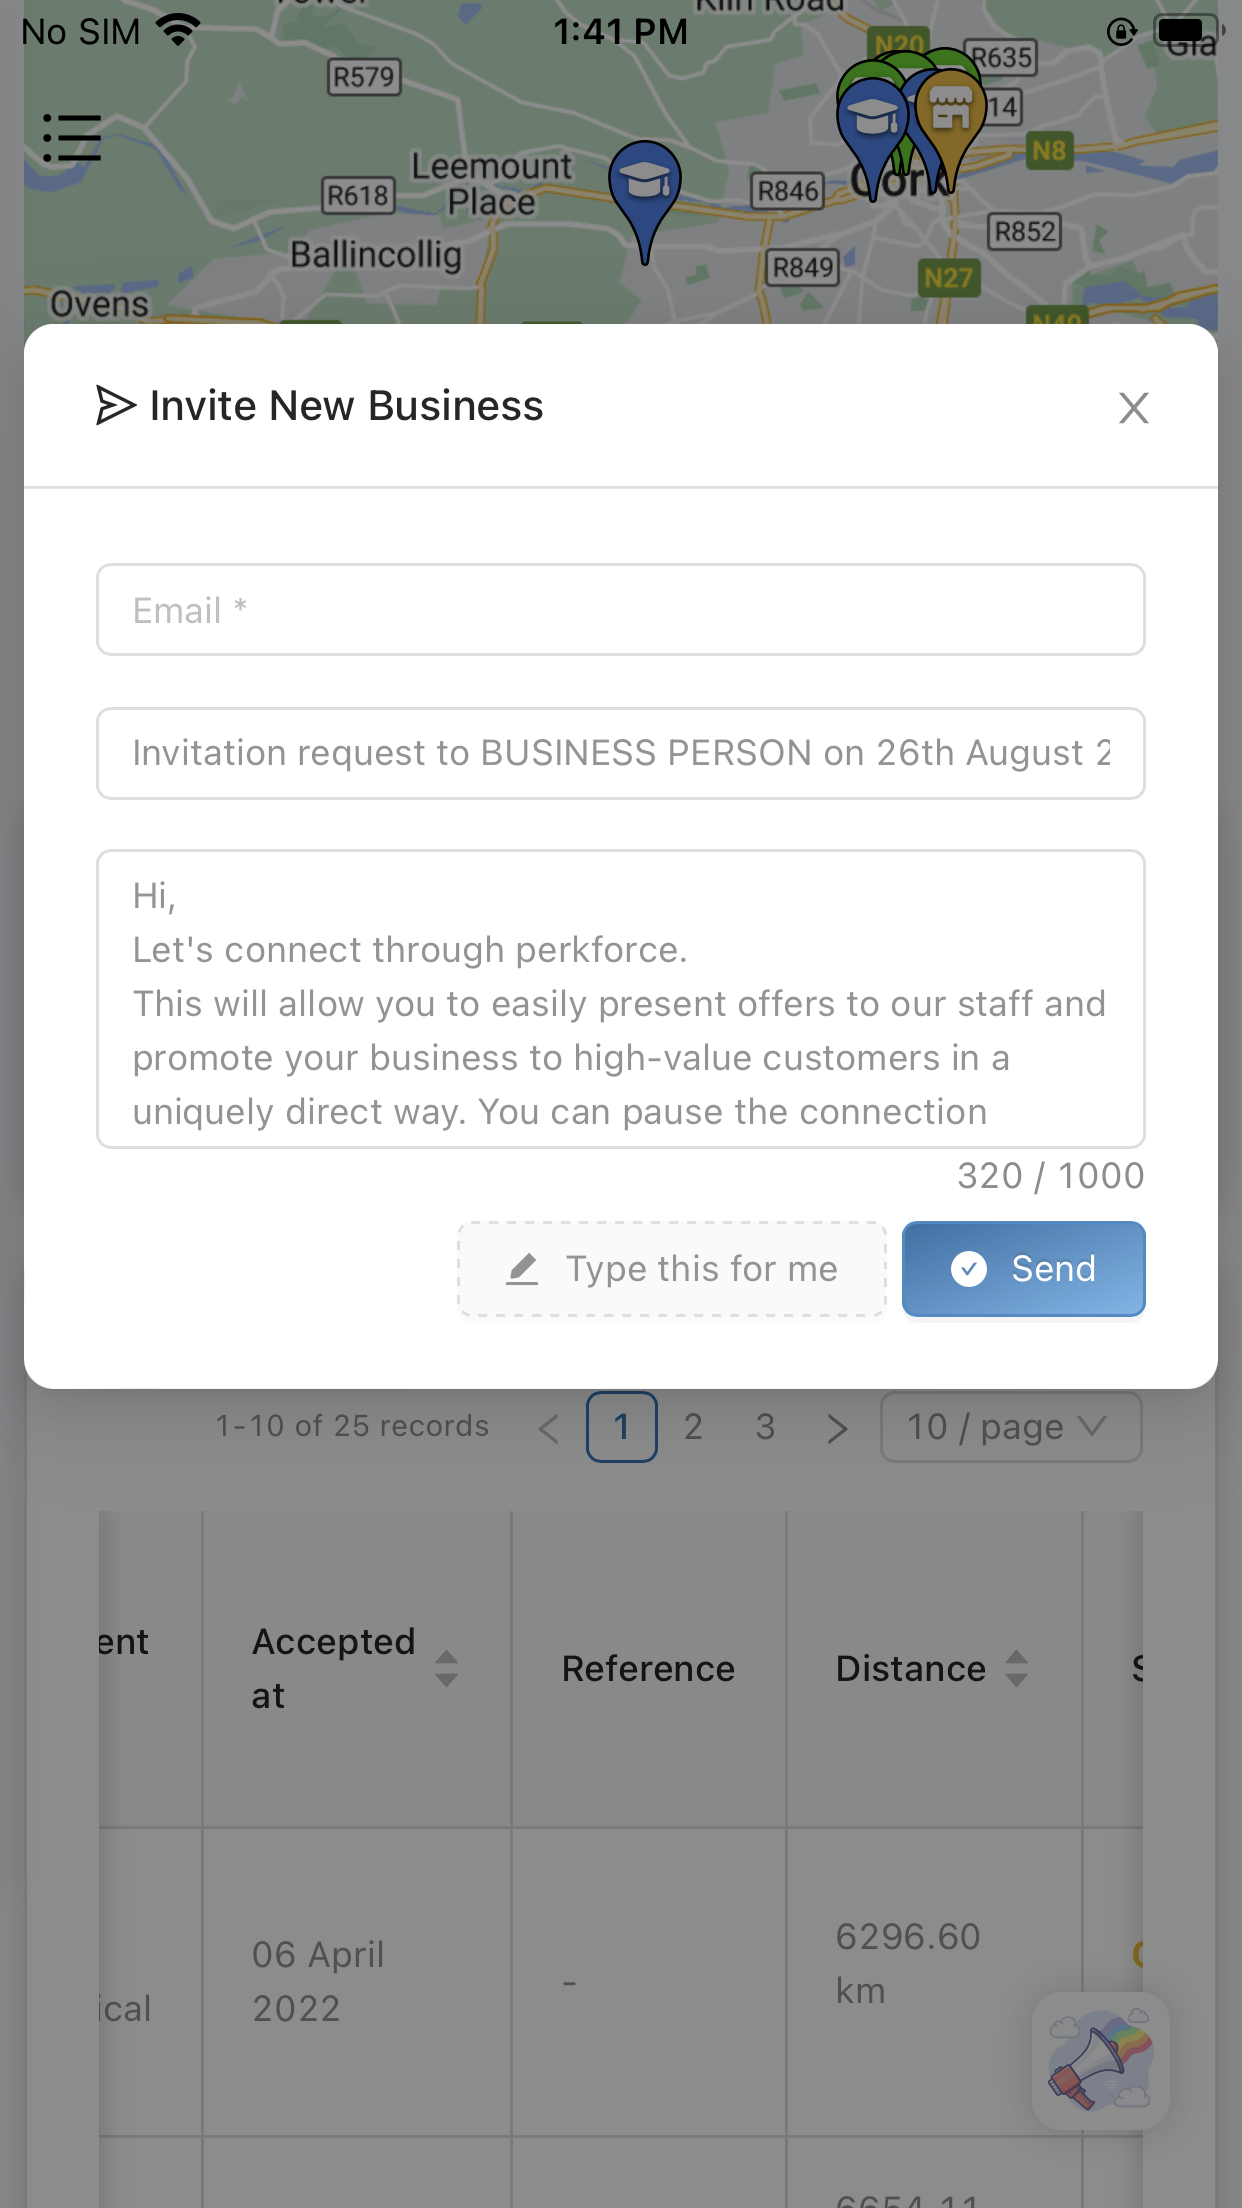 No SIM
1:41 PM
R579
N20
R635
14
N8
Leemount
Place
R618
R846
Cork
R852
Ballincollig
R849
N27
Ovens
N40
Invite New Business
Email *
Invitation request to BUSINESS PERSON on 26th August 2
Hi,
Let's connect through perkforce.
This will allow you to easily present offers to our staff and
promote your business to high-value customers in a
uniquely direct way. You can pause the connection
320 / 1000
Type this for me
Send
1-10 of 25 records
1
2
3
10 / page
ent
Accepted
at
Reference
Distance
06 April
2022
-
6296.60
km
ical